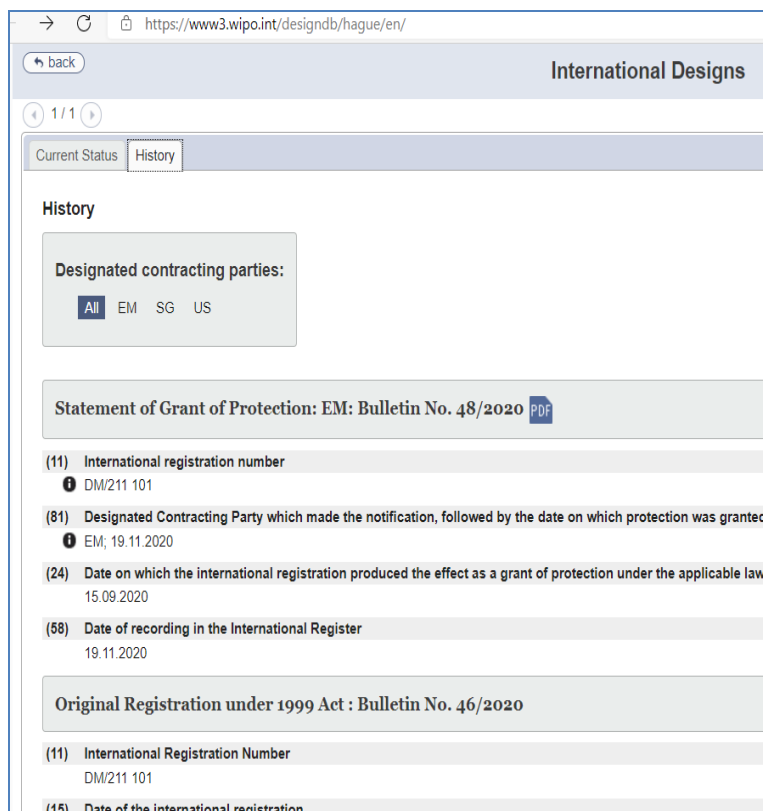 https://www3.wipo.int/designdb/hague/en/
back
International Designs
1 / 1
Current Status History
History
Designated contracting parties:
All EM SG US
Statement of Grant of Protection: EM: Bulletin No. 48/2020 PDF
(11) International registration number
DM/211 101
(81) Designated Contracting Party which made the notification, followed by the date on which protection was granted
EM; 19.11.2020
(24) Date on which the international registration produced the effect as a grant of protection under the applicable law
15.09.2020
(58) Date of recording in the International Register
19.11.2020
Original Registration under 1999 Act : Bulletin No. 46/2020
(11) International Registration Number
DM/211 101
(15) Date of the international registration